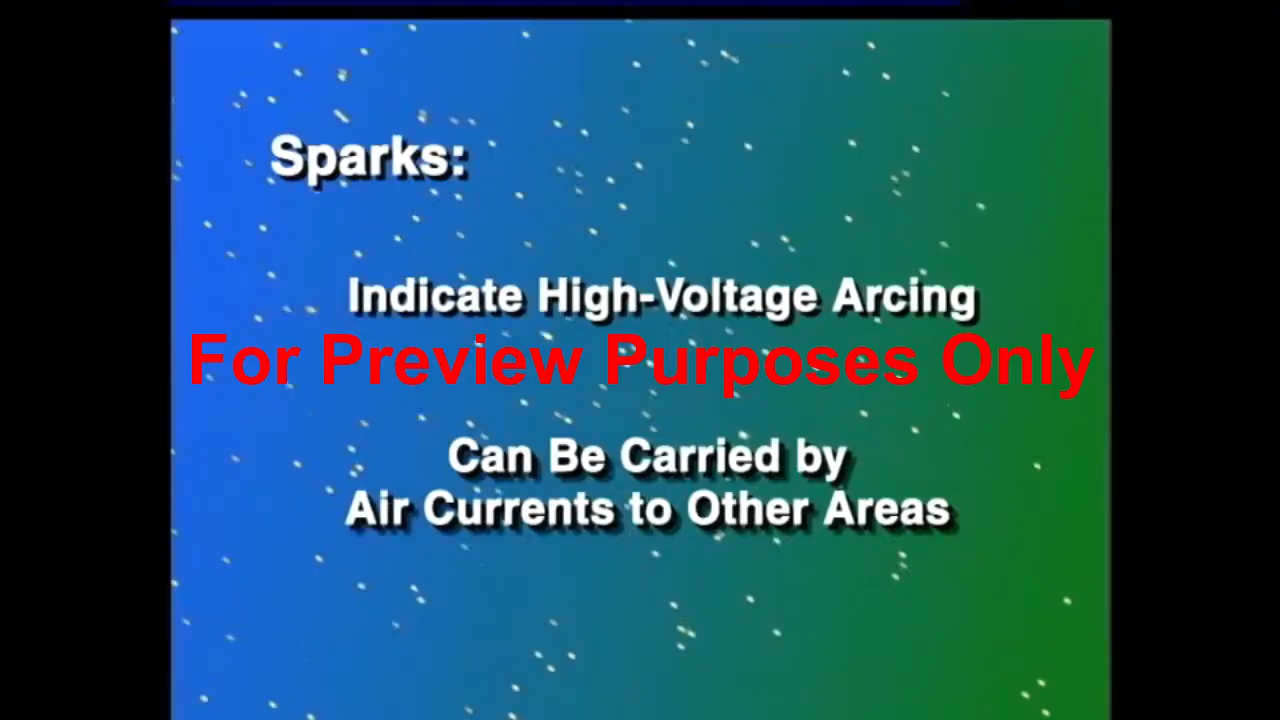 Sparks:
Indicate High-Voltage Arcing
For Preview Purposes Only
Can Be Carried by
Air Currents to Other Areas